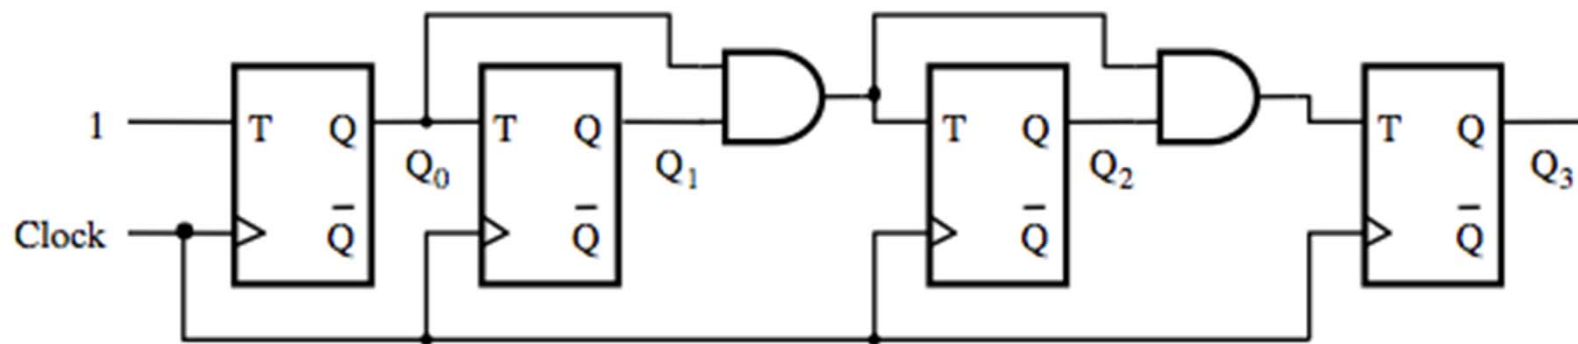 1 T Q Q₀ T Q Q₁ T Q Q₂ T Q Q₃
Clock Q̅ Q̅ Q̅ Q̅